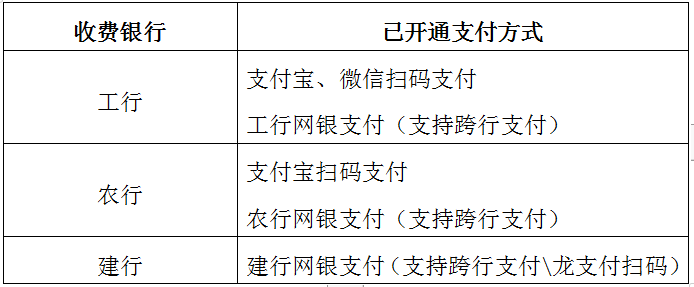 收费银行 已开通支付方式
工行
支付宝、微信扫码支付
工行网银支付（支持跨行支付）
农行
支付宝扫码支付
农行网银支付（支持跨行支付）
建行 建行网银支付（支持跨行支付\龙支付扫码）